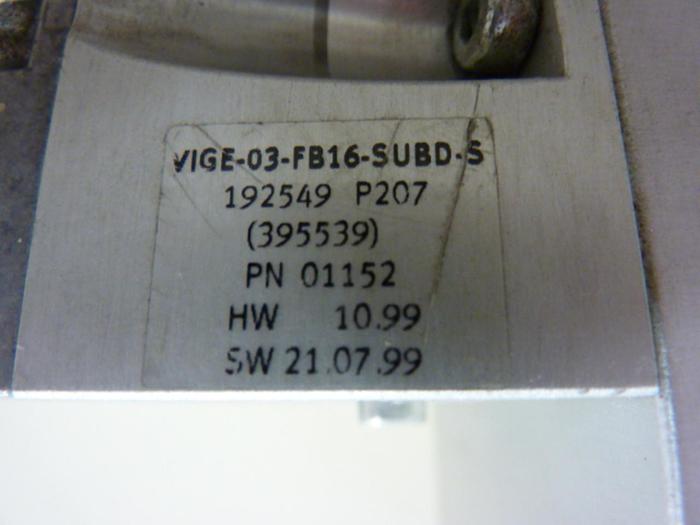 VIGE-03-FB16-SUBD-S
192549 P207
(395539)
PN 01152
HW 10.99
SW 21.07.99